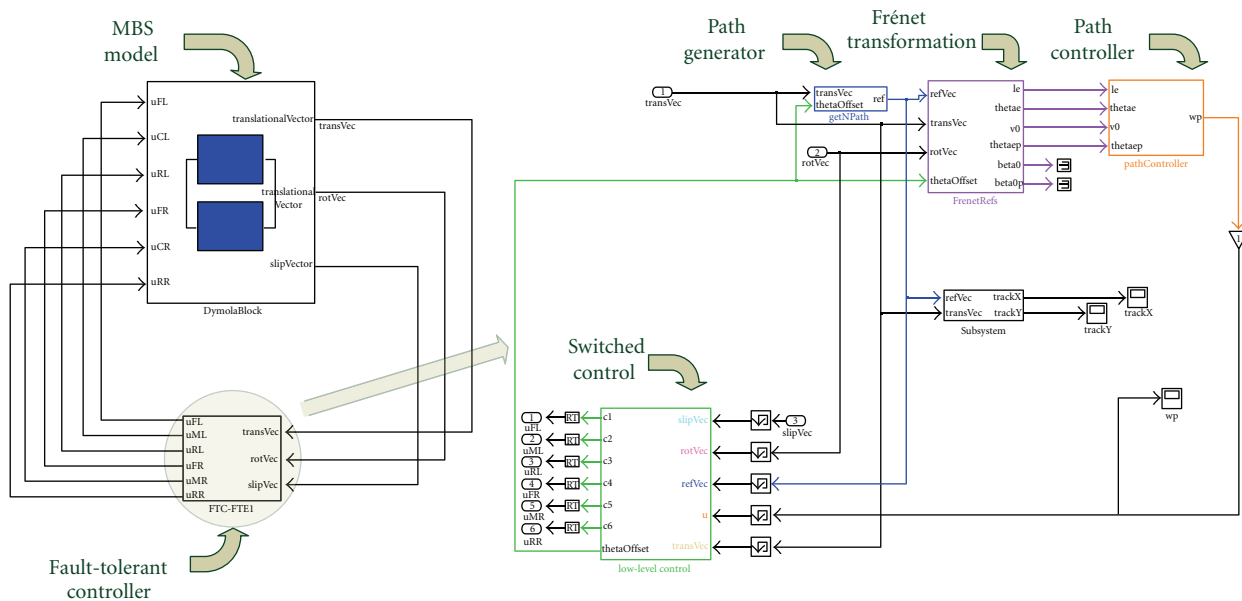 MBS
model
uFL
uCL
uRL
uFR
uCR
uRR
translationalVector
transVec
translational
Vector
rotVec
slipVector
DymolaBlock
uFL
uML
uRL
uFR
uMR
uRR
transVec
rotVec
slipVec
FTC-FTE1
Fault-tolerant
controller
Path
generator
Frénet
transformation
Path
controller
1
transVec
transVec
thetaOffset
ref
getNPath
2
rotVec
refVec
transVec
rotVec
thetaOffset
le
thetae
v0
thetaep
beta0
beta0p
FrenetRefs
le
thetae
v0
thetaep
wp
pathController
1
refVec
transVec
trackX
trackY
Subsystem
trackY
trackX
wp
Switched
control
1
uFL
2
uML
3
uRL
4
uFR
5
uMR
6
uRR
RT
RT
RT
RT
RT
RT
c1
c2
c3
c4
c5
c6
thetaOffset
slipVec
rotVec
refVec
u
transVec
low-level control
3
slipVec